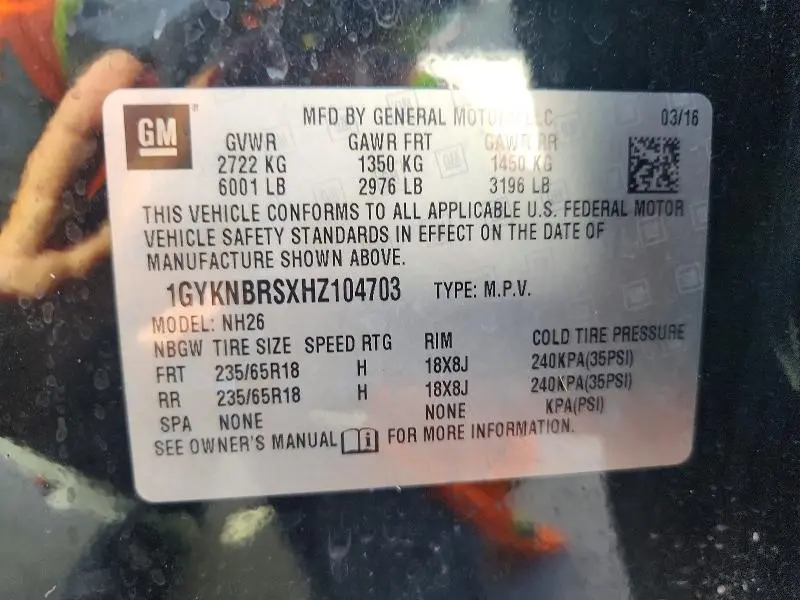 GM
MFD BY GENERAL MOTORS LLC 03/16
GVWR GAWR FRT GAWR RR
2722 KG 1350 KG 1450 KG
6001 LB 2976 LB 3196 LB
THIS VEHICLE CONFORMS TO ALL APPLICABLE U.S. FEDERAL MOTOR
VEHICLE SAFETY STANDARDS IN EFFECT ON THE DATE OF
MANUFACTURE SHOWN ABOVE.
1GYKNBRSXHZ104703 TYPE: M.P.V.
MODEL: NH26
NBGW TIRE SIZE SPEED RTG RIM COLD TIRE PRESSURE
FRT 235/65R18 H 18X8J 240KPA(35PSI)
RR 235/65R18 H 18X8J 240KPA(35PSI)
SPA NONE NONE KPA(PSI)
SEE OWNER'S MANUAL FOR MORE INFORMATION.